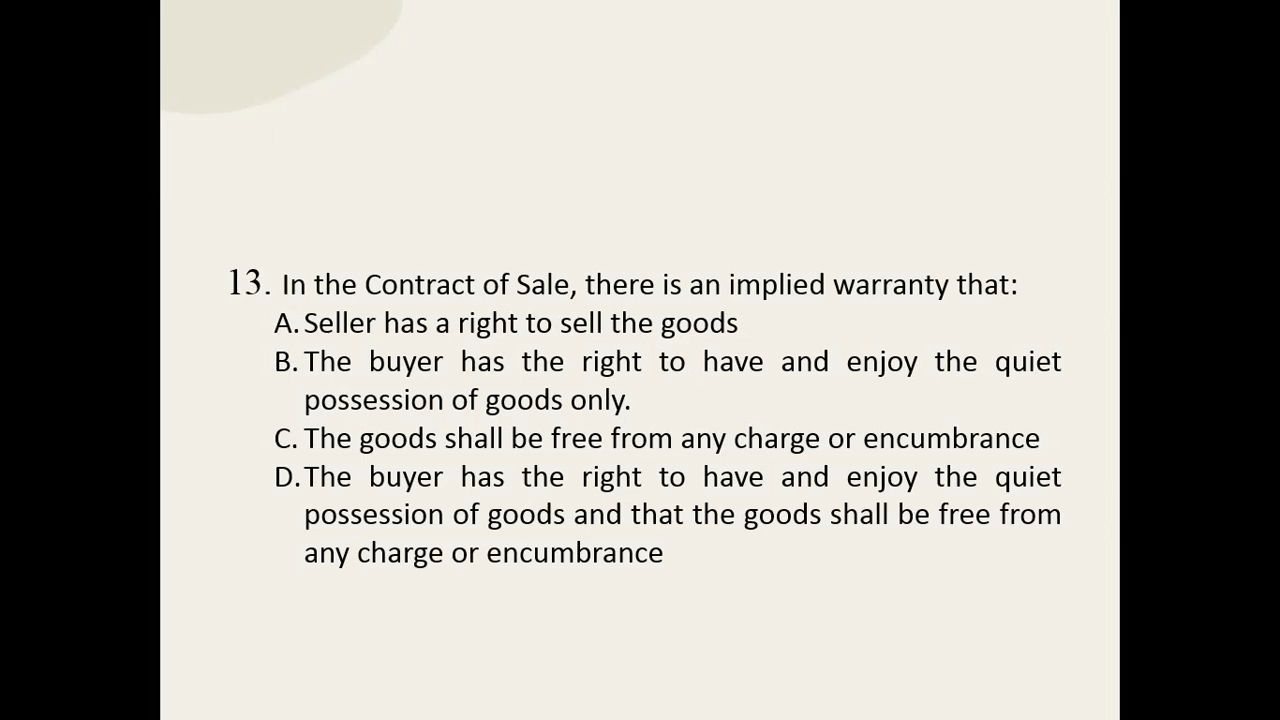 13. In the Contract of Sale, there is an implied warranty that:
A. Seller has a right to sell the goods
B. The buyer has the right to have and enjoy the quiet
possession of goods only.
C. The goods shall be free from any charge or encumbrance
D. The buyer has the right to have and enjoy the quiet
possession of goods and that the goods shall be free from
any charge or encumbrance